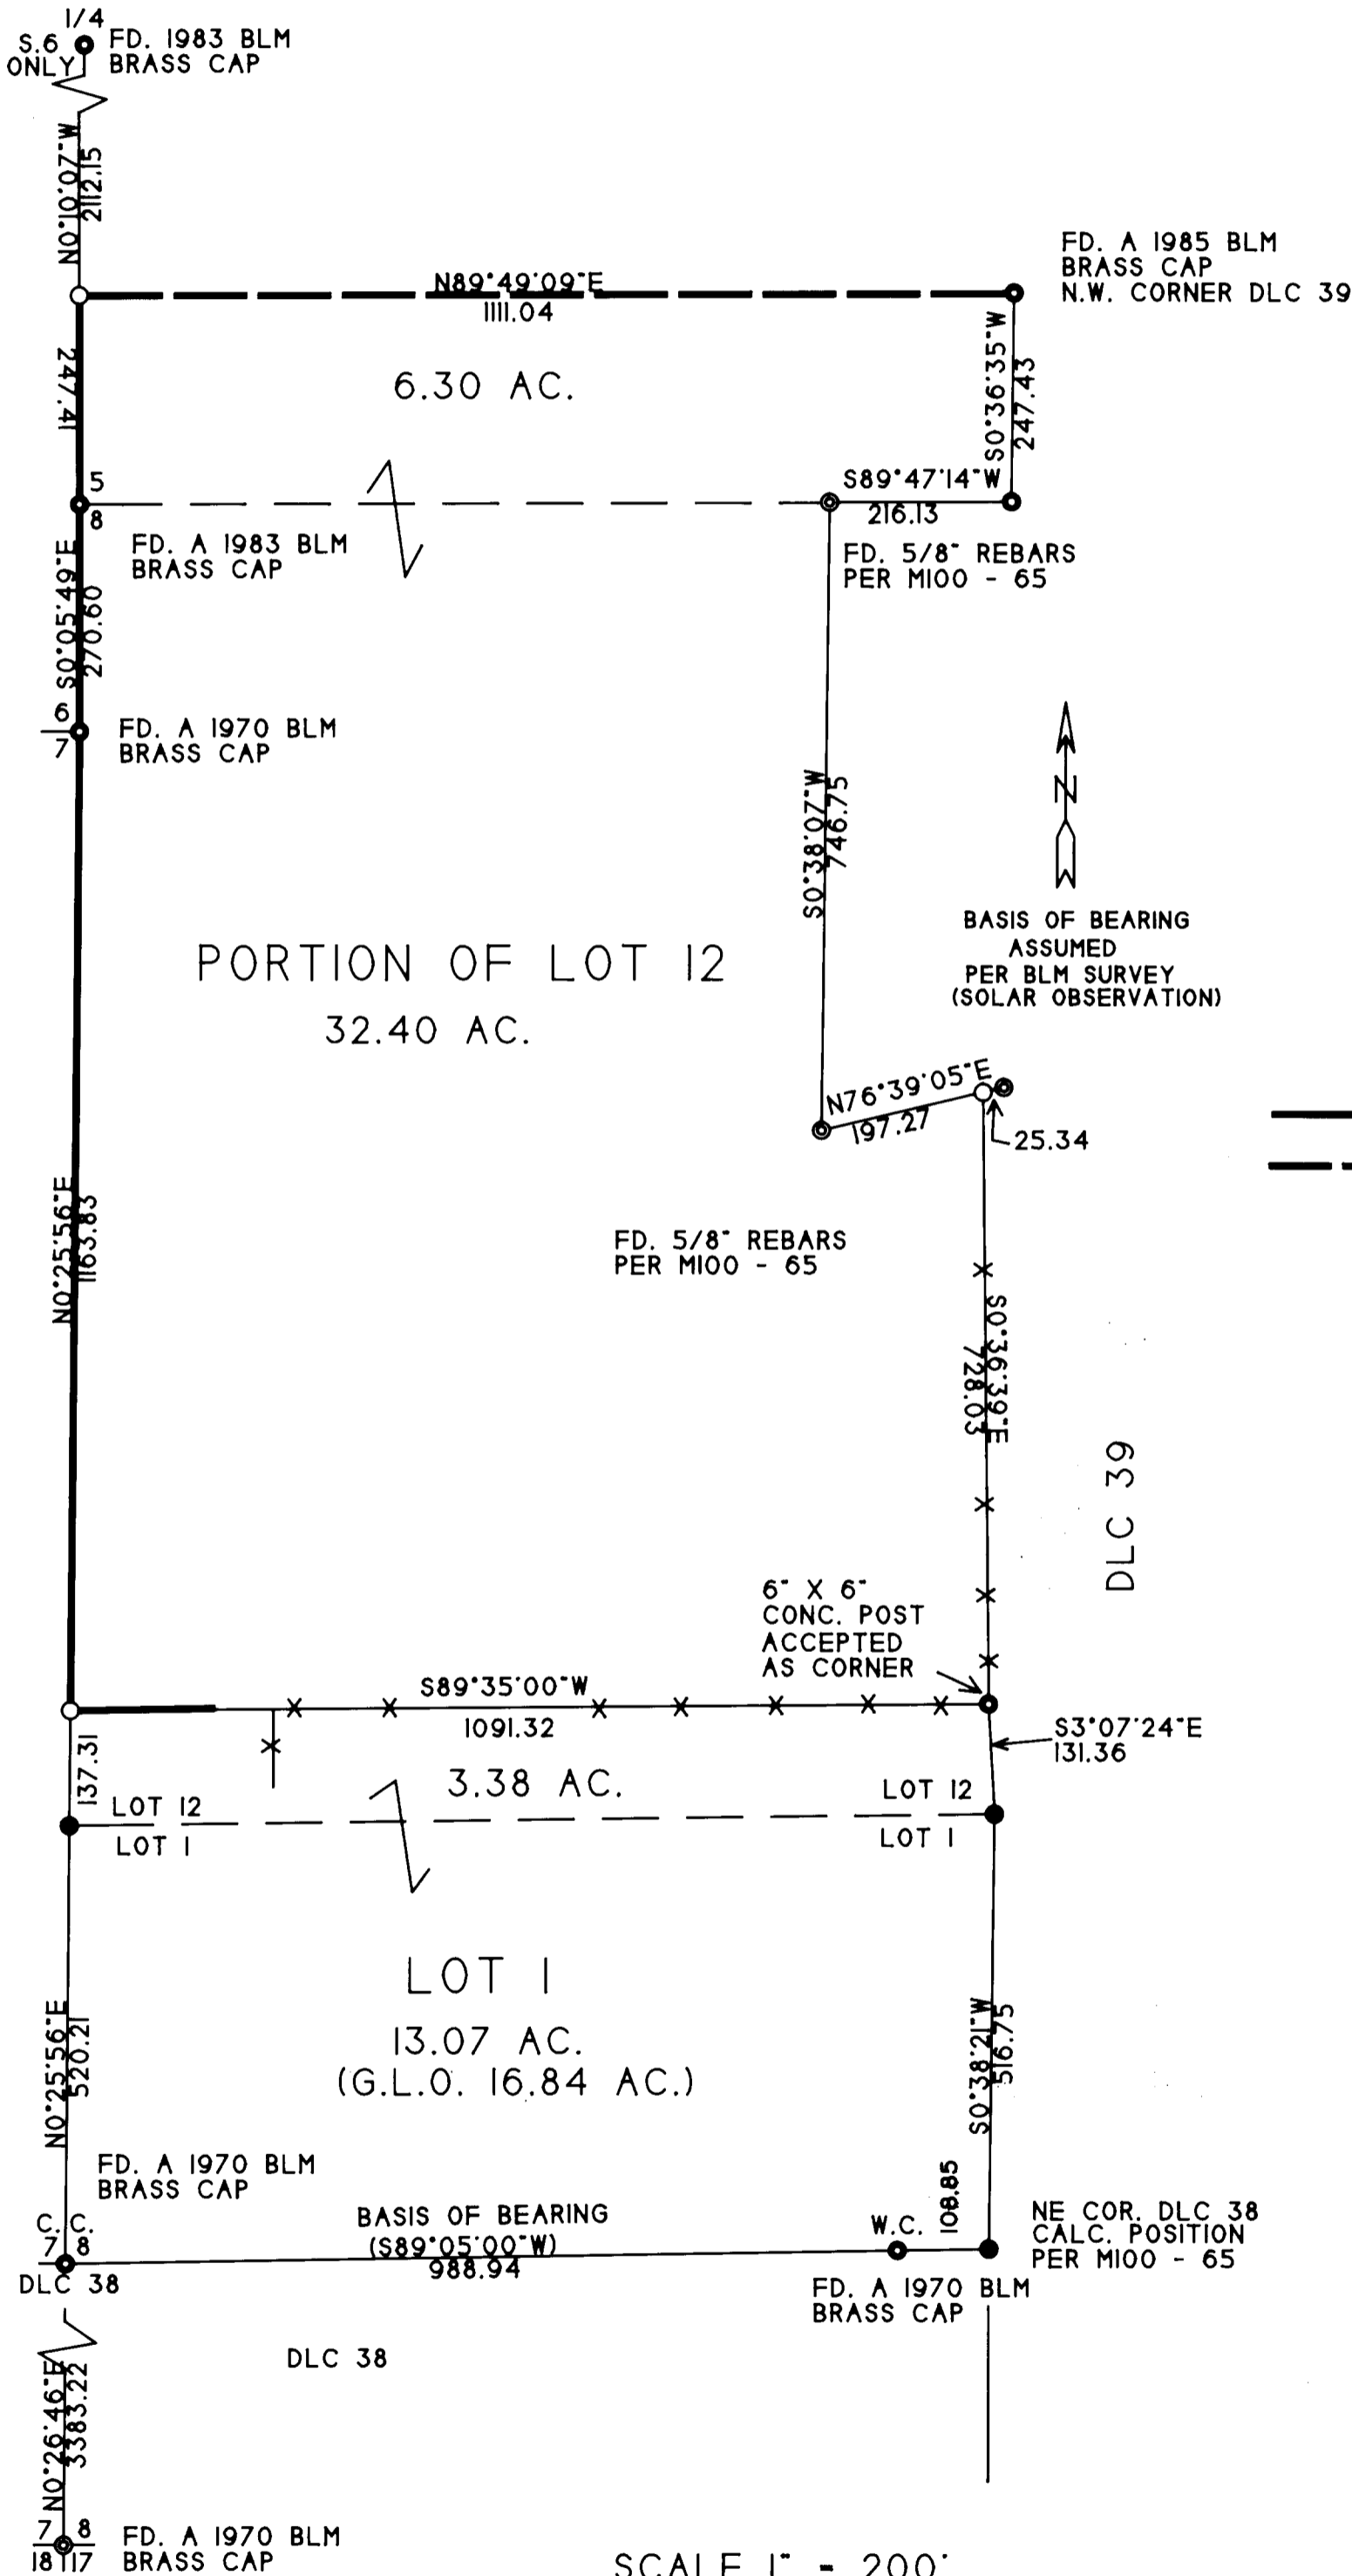 1/4
S.6
ONLY
FD. 1983 BLM
BRASS CAP
N0°10'07"W
2112.15
FD. A 1985 BLM
BRASS CAP
N.W. CORNER DLC 39
N89°49'09"E
1111.04
247.41
6.30 AC.
S0°36'35"W
247.43
5
8
S89°47'14"W
216.13
FD. A 1983 BLM
BRASS CAP
FD. 5/8" REBARS
PER M100 - 65
S0°05'49"E
270.60
6
7
FD. A 1970 BLM
BRASS CAP
S0°38'07"W
746.75
N
BASIS OF BEARING
ASSUMED
PER BLM SURVEY
(SOLAR OBSERVATION)
PORTION OF LOT 12
32.40 AC.
N76°39'05"E
197.27
25.34
N0°25'56"E
1163.83
FD. 5/8" REBARS
PER M100 - 65
S0°36'39"E
728.03
DLC 39
6" X 6"
CONC. POST
ACCEPTED
AS CORNER
S89°35'00"W
1091.32
S3°07'24"E
131.36
137.31
3.38 AC.
LOT 12
LOT 1
LOT 12
LOT 1
LOT 1
13.07 AC.
(G.L.O. 16.84 AC.)
N0°25'56"E
520.21
S0°38'21"W
516.75
FD. A 1970 BLM
BRASS CAP
C. C.
7 8
DLC 38
BASIS OF BEARING
(S89°05'00"W)
988.94
W.C.
108.85
NE COR. DLC 38
CALC. POSITION
PER M100 - 65
FD. A 1970 BLM
BRASS CAP
DLC 38
N0°26'46"E
3383.22
7 8
18 17
FD. A 1970 BLM
BRASS CAP
SCALE 1" = 200'